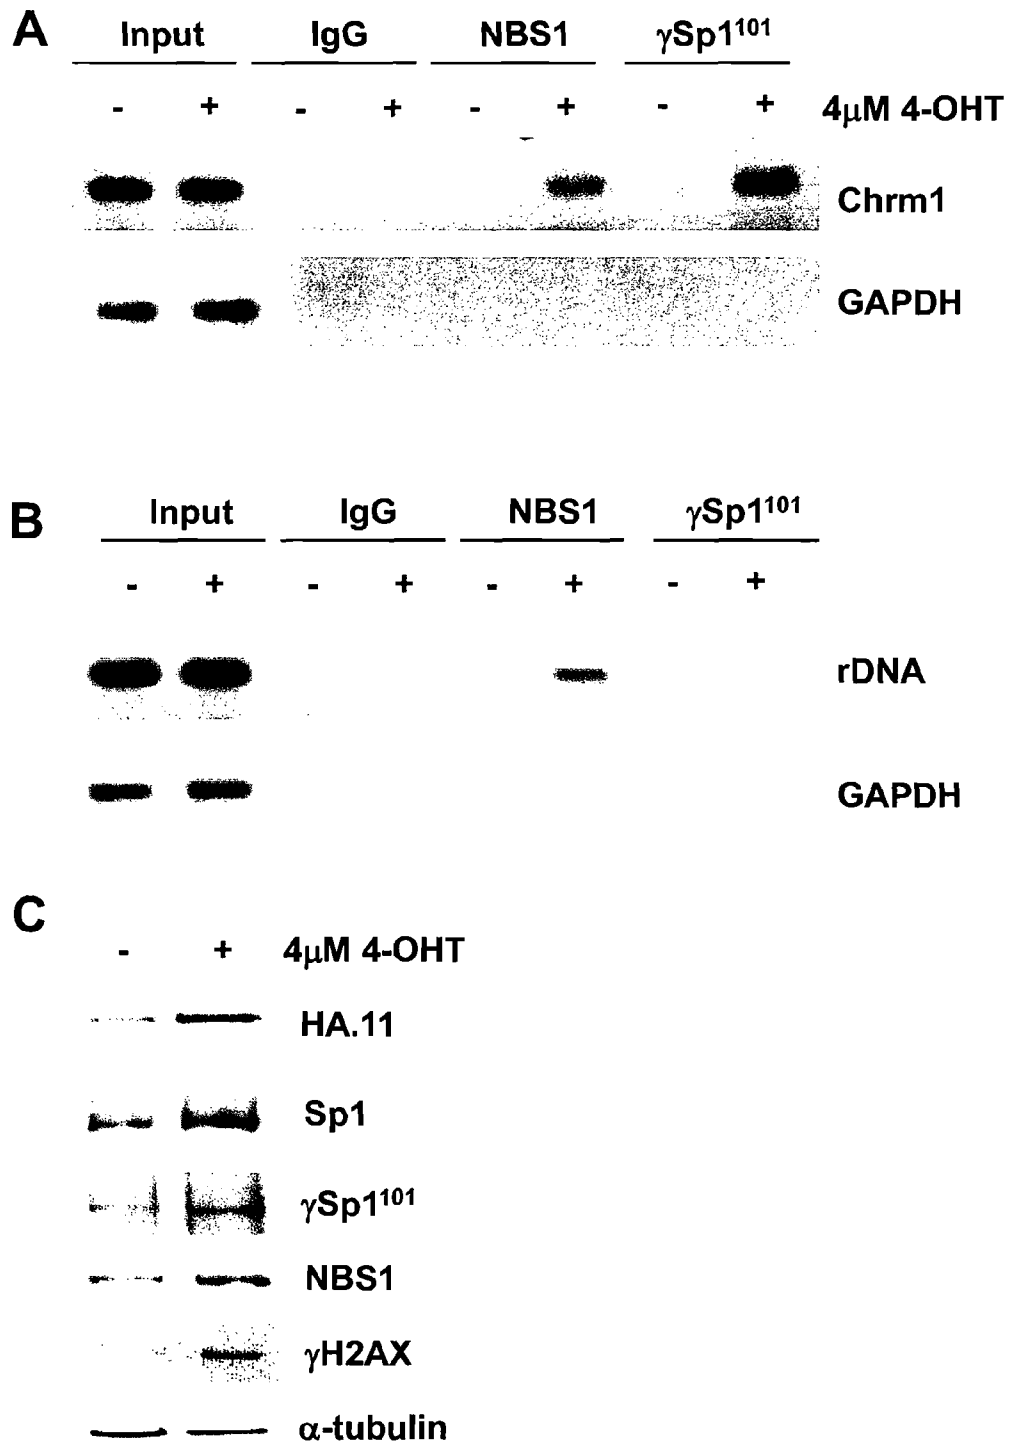 A Input IgG NBS1 γSp1¹⁰¹
- + - + - + - + 4μM 4-OHT
Chrm1
GAPDH
B Input IgG NBS1 γSp1¹⁰¹
- + - + - + - +
rDNA
GAPDH
C
- + 4μM 4-OHT
HA.11
Sp1
γSp1¹⁰¹
NBS1
γH2AX
α-tubulin